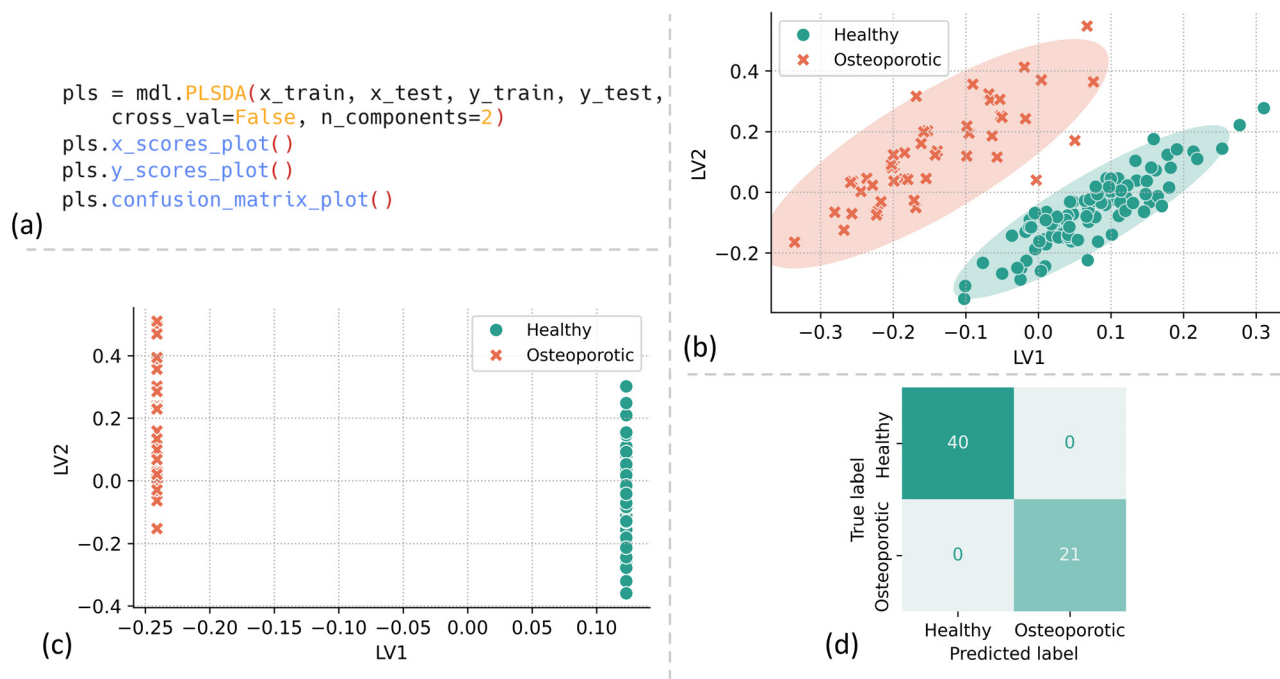 pls = mdl.PLSDA(x_train, x_test, y_train, y_test,
cross_val=False, n_components=2)
pls.x_scores_plot()
pls.y_scores_plot()
pls.confusion_matrix_plot()
(a)
Healthy
Osteoporotic
LV2
0.4
0.2
0.0
−0.2
−0.3
−0.2
−0.1
0.0
0.1
0.2
0.3
LV1
(b)
Healthy
Osteoporotic
LV2
0.4
0.2
0.0
−0.2
−0.4
−0.25
−0.20
−0.15
−0.10
−0.05
0.00
0.05
0.10
LV1
(c)
True label
Healthy
Osteoporotic
40
0
0
21
Healthy
Osteoporotic
Predicted label
(d)